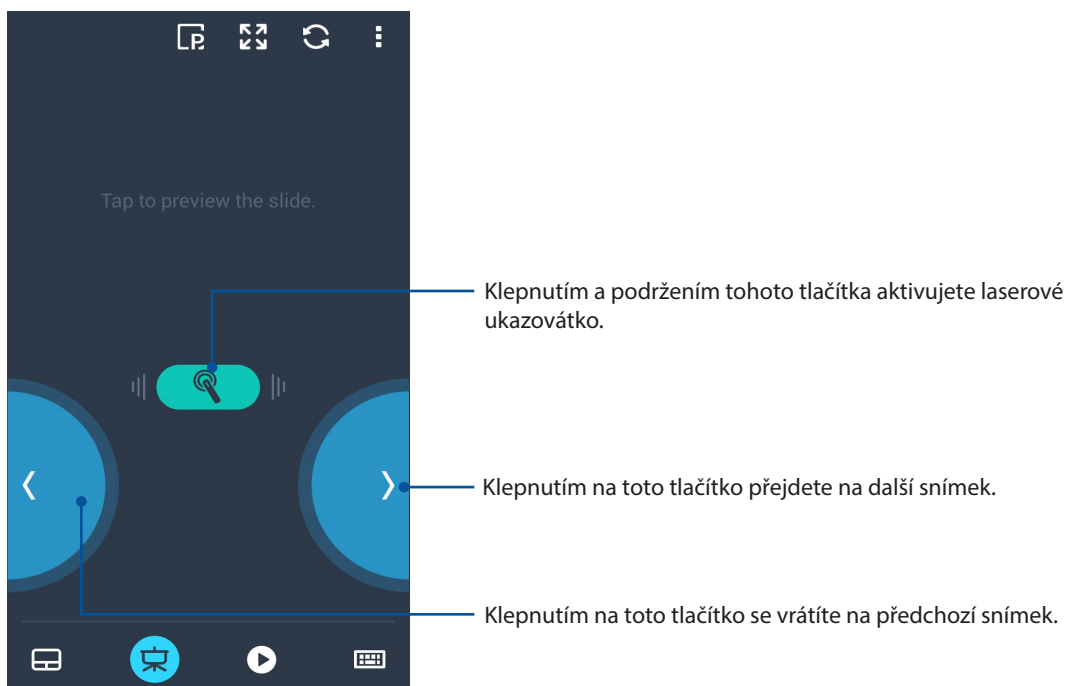 Tap to preview the slide.
Klepnutím a podržením tohoto tlačítka aktivujete laserové
ukazovátko.
Klepnutím na toto tlačítko přejdete na další snímek.
Klepnutím na toto tlačítko se vrátíte na předchozí snímek.